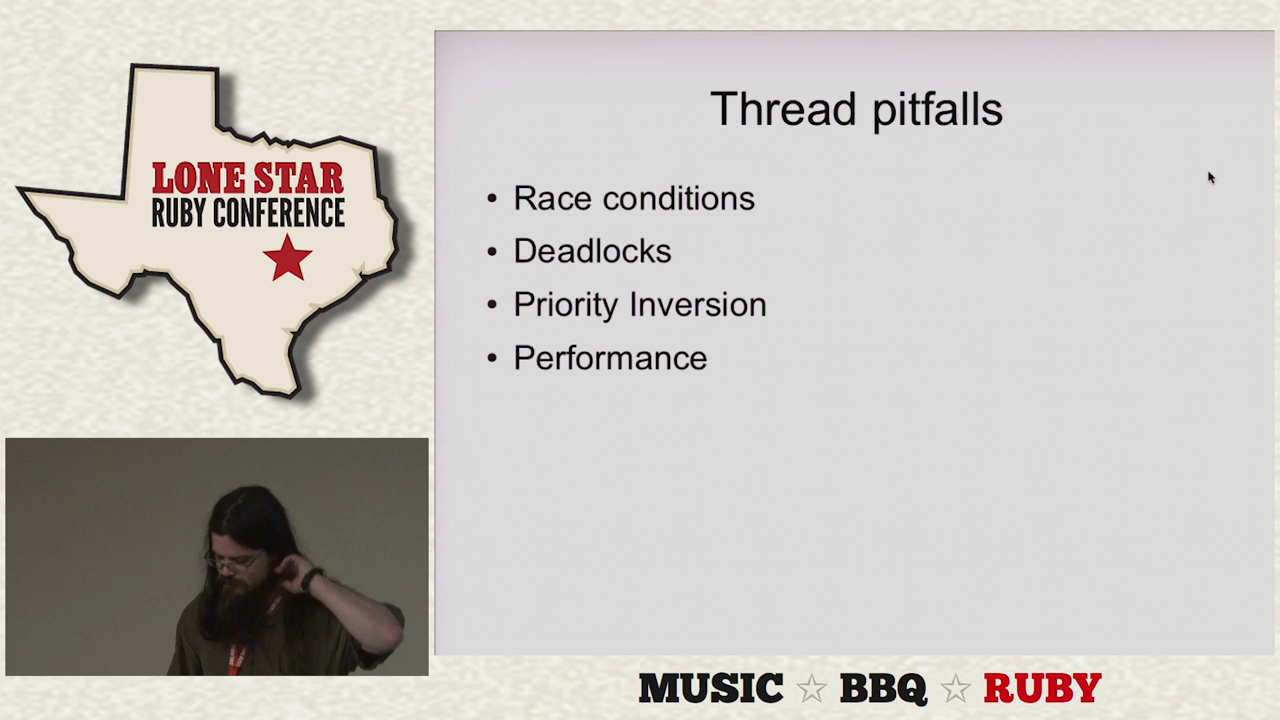 LONE STAR
RUBY CONFERENCE
Thread pitfalls
• Race conditions
• Deadlocks
• Priority Inversion
• Performance
MUSIC ☆ BBQ ☆ RUBY